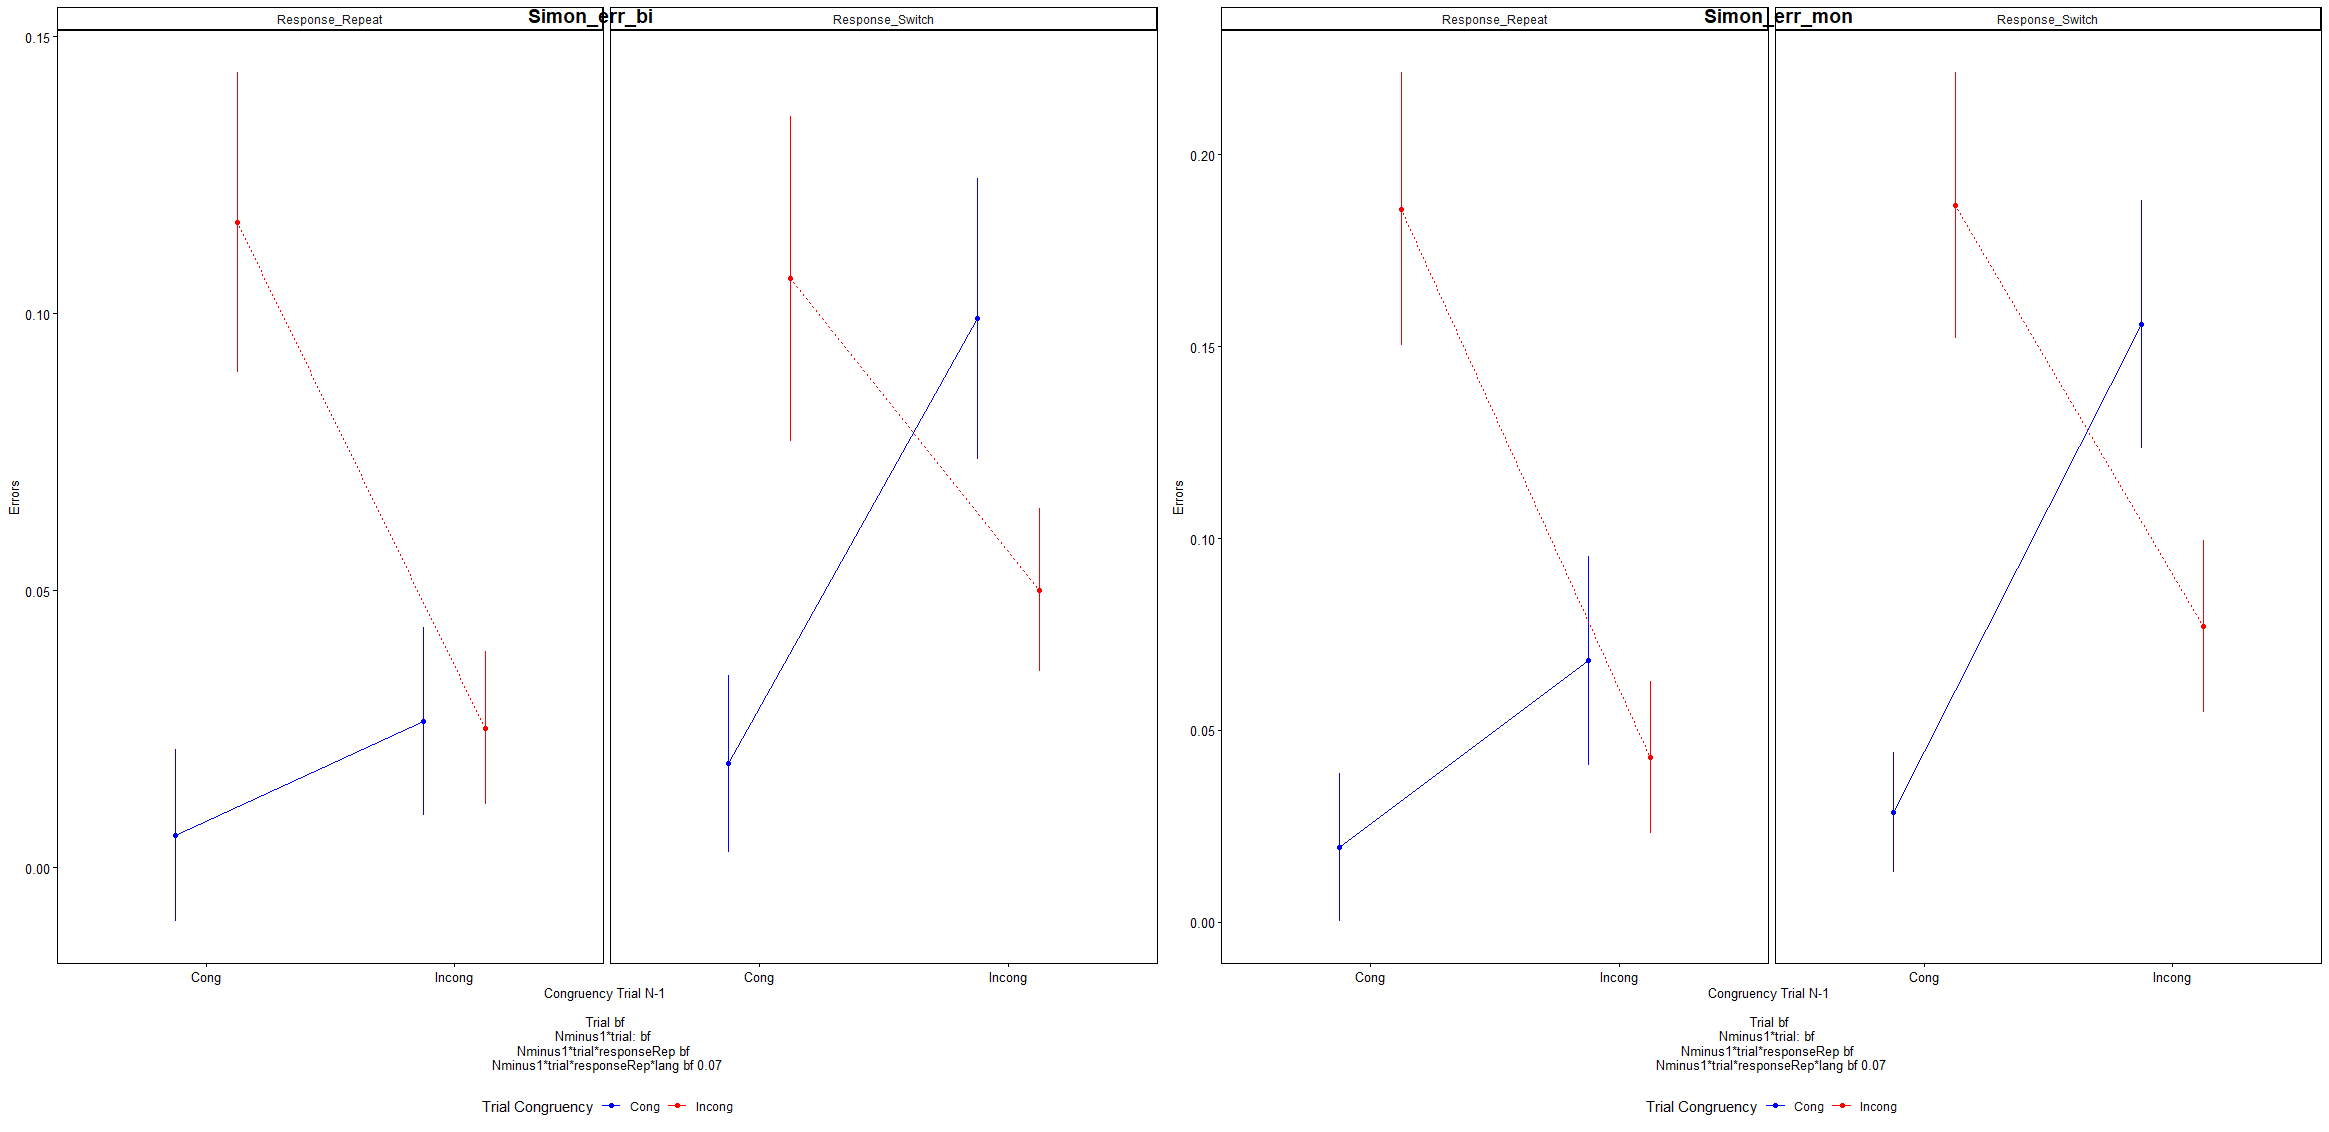 Simon_err_bi
Response_Repeat
Response_Switch
0.15
0.10
0.05
0.00
Errors
Cong
Incong
Cong
Incong
Congruency Trial N-1
Trial bf
Nminus1*trial: bf
Nminus1*trial*responseRep bf
Nminus1*trial*responseRep*lang bf 0.07
Trial Congruency Cong Incong
Simon_err_mon
Response_Repeat
Response_Switch
0.20
0.15
0.10
0.05
0.00
Errors
Cong
Incong
Cong
Incong
Congruency Trial N-1
Trial bf
Nminus1*trial: bf
Nminus1*trial*responseRep bf
Nminus1*trial*responseRep*lang bf 0.07
Trial Congruency Cong Incong